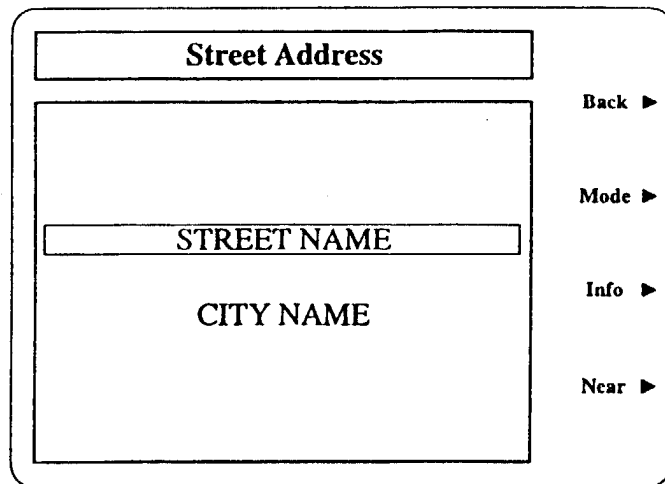 Street Address
Back ▶
Mode ▶
STREET NAME
Info ▶
CITY NAME
Near ▶